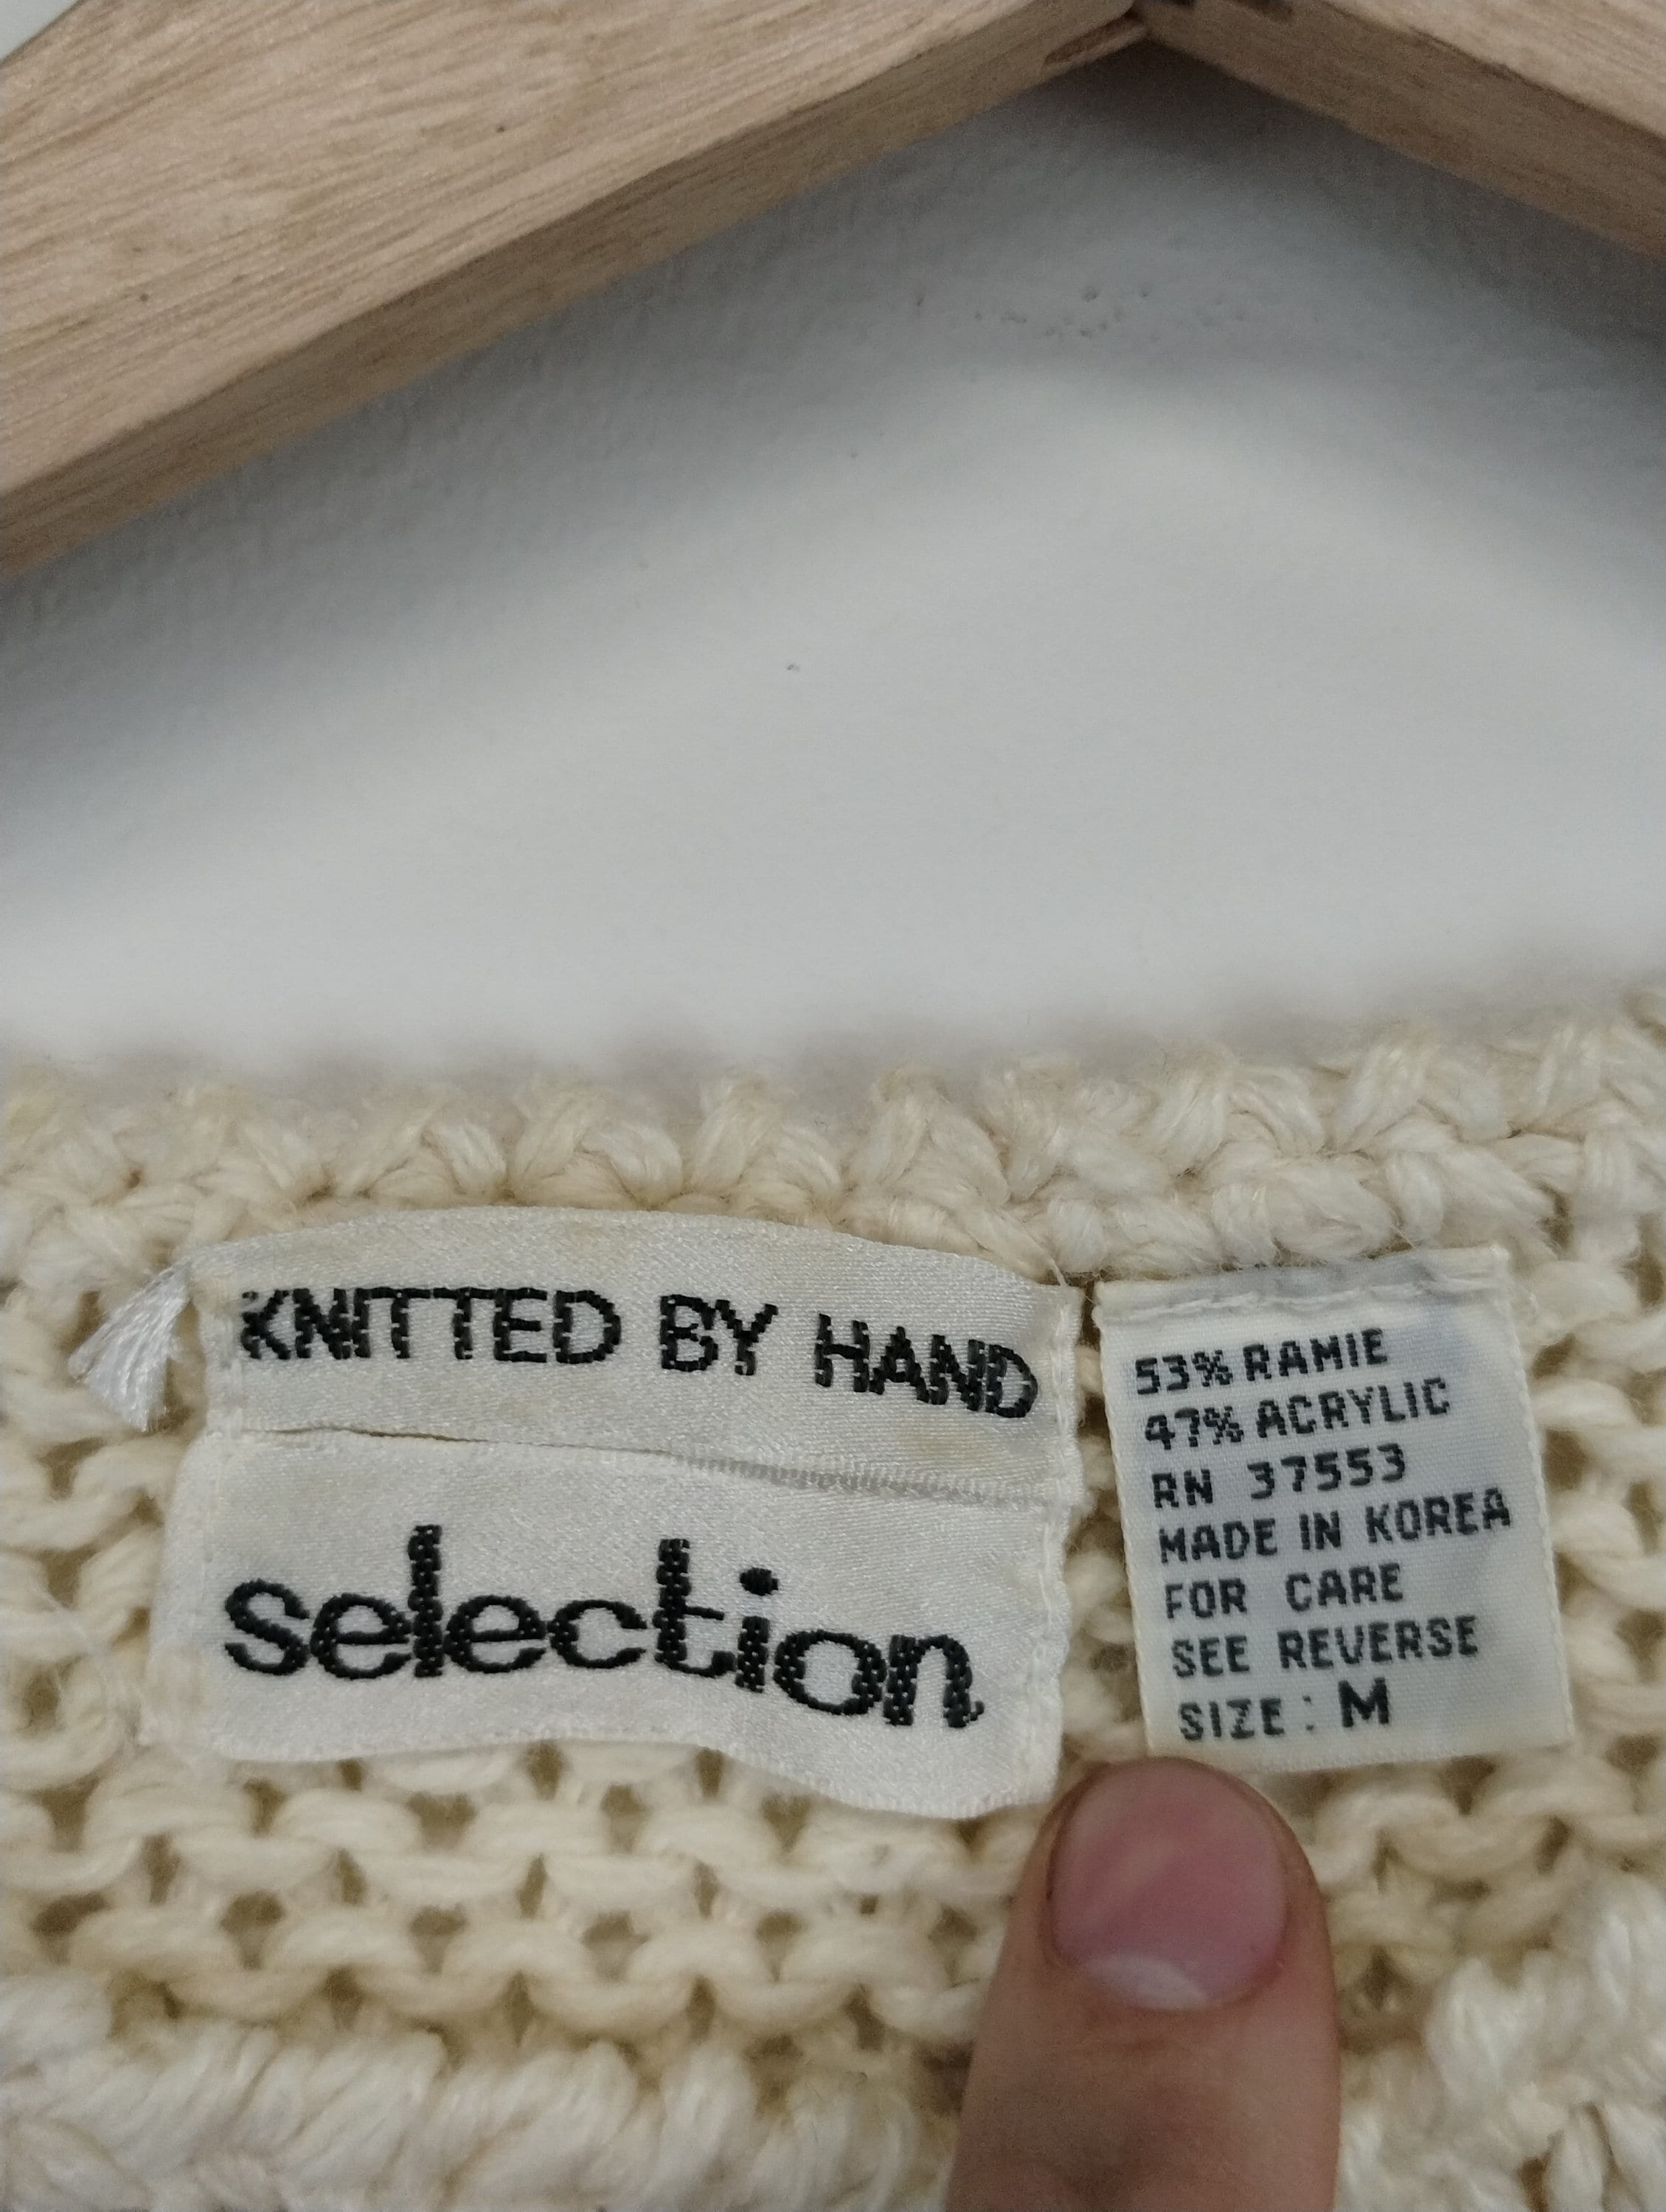 KNITTED BY HAND
selection
53% RAMIE
47% ACRYLIC
RN 37553
MADE IN KOREA
FOR CARE
SEE REVERSE
SIZE: M